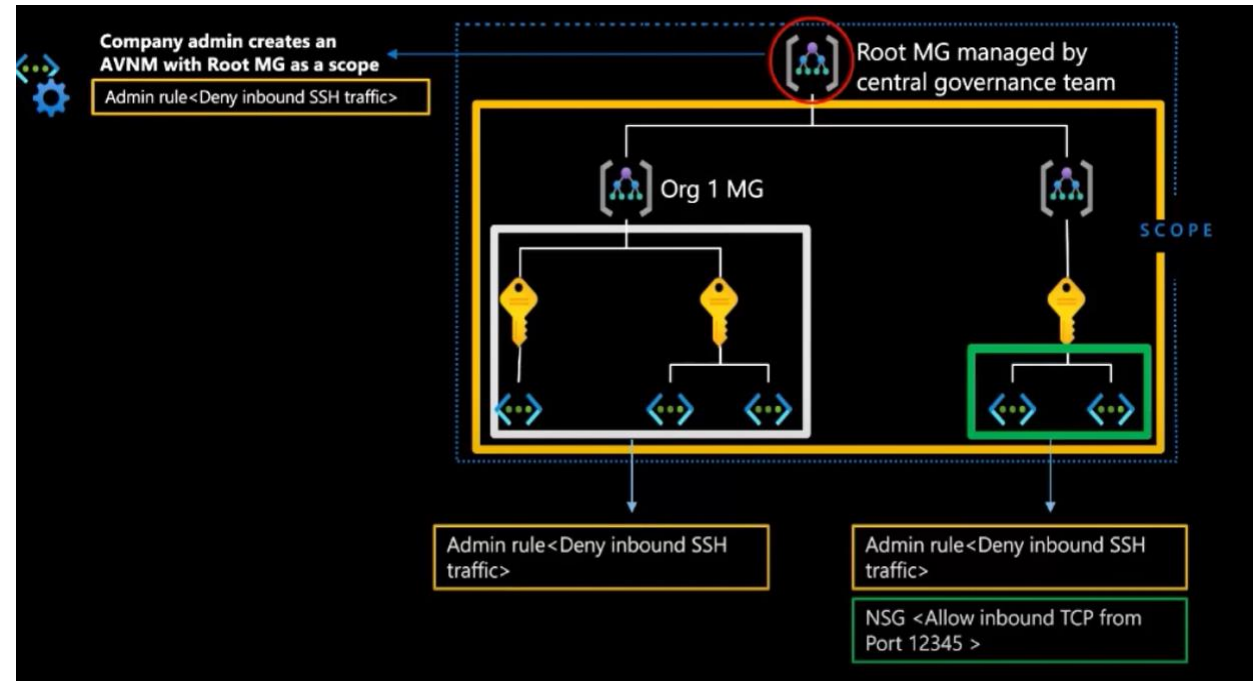 Company admin creates an
AVNM with Root MG as a scope
Admin rule<Deny inbound SSH traffic>
Root MG managed by
central governance team
Org 1 MG
SCOPE
Admin rule<Deny inbound SSH
traffic>
Admin rule<Deny inbound SSH
traffic>
NSG <Allow inbound TCP from
Port 12345 >